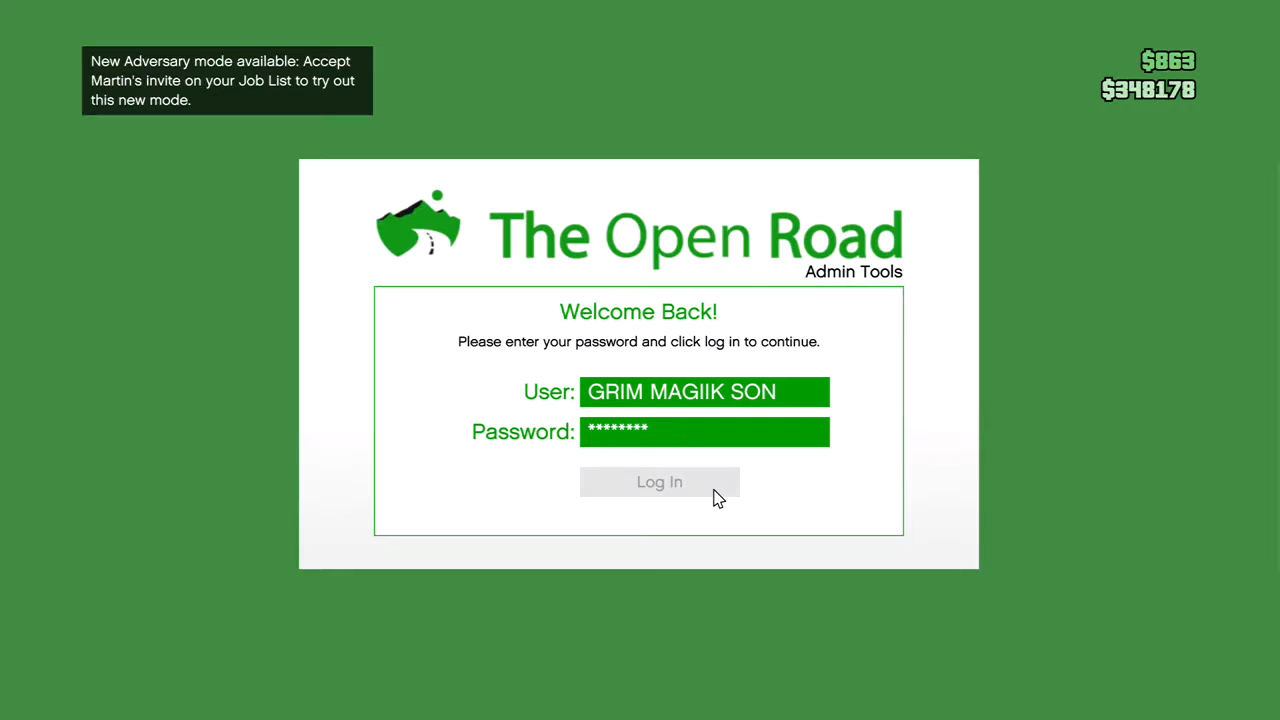 New Adversary mode available: Accept
Martin's invite on your Job List to try out
this new mode.
$863
$348178
The Open Road
Admin Tools
Welcome Back!
Please enter your password and click log in to continue.
User: GRIM MAGIIK SON
Password: ********
Log In